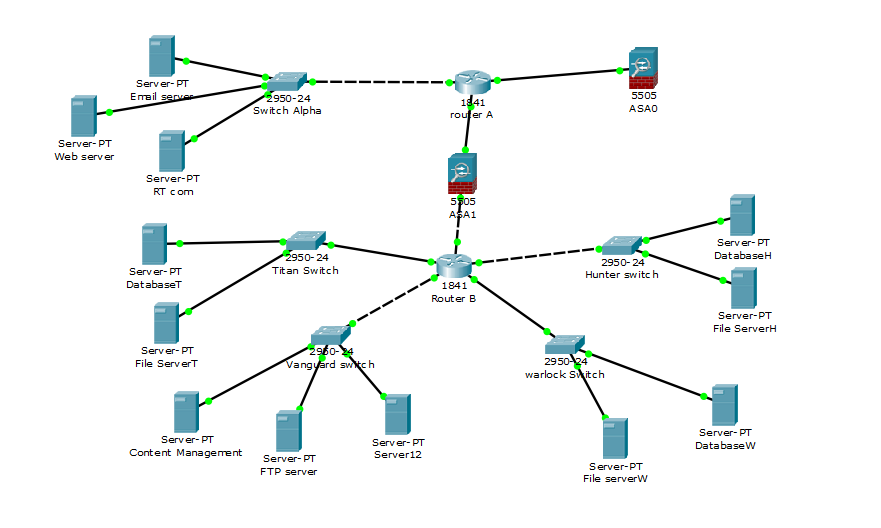 Server-PT
Email server
2950-24
Switch Alpha
1841
router A
5505
ASA0
Server-PT
Web server
Server-PT
RT com
5505
ASA1
2950-24
Titan Switch
Server-PT
DatabaseT
1841
Router B
2950-24
Hunter switch
Server-PT
DatabaseH
Server-PT
File ServerH
Server-PT
File ServerT
2950-24
Vanguard switch
2950-24
warlock Switch
Server-PT
Content Management
Server-PT
FTP server
Server-PT
Server12
Server-PT
File serverW
Server-PT
DatabaseW